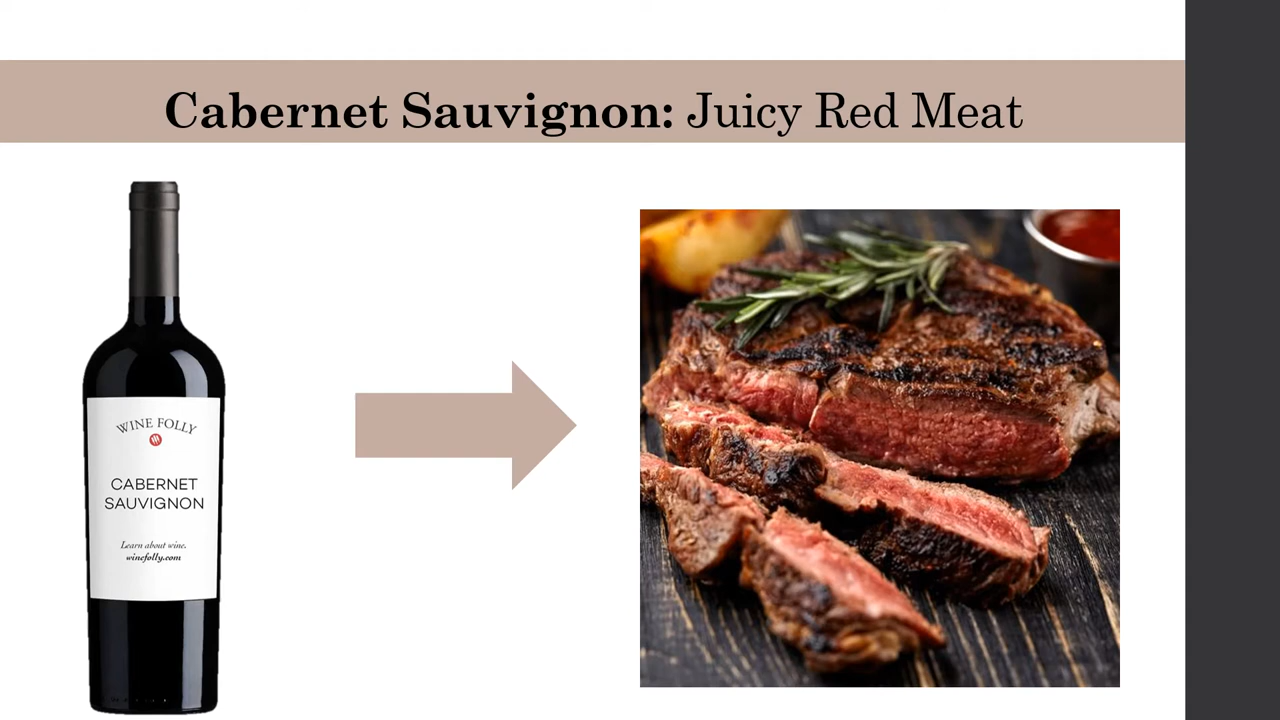 Cabernet Sauvignon: Juicy Red Meat
WINE FOLLY
CABERNET
SAUVIGNON
Learn about wine.
winefolly.com